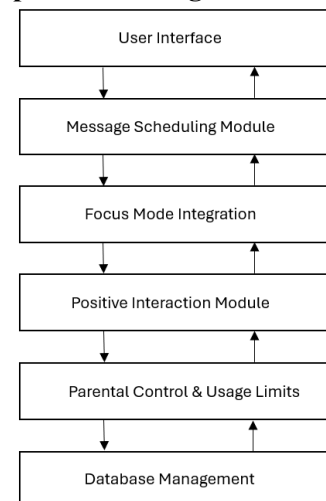 User Interface
Message Scheduling Module
Focus Mode Integration
Positive Interaction Module
Parental Control & Usage Limits
Database Management